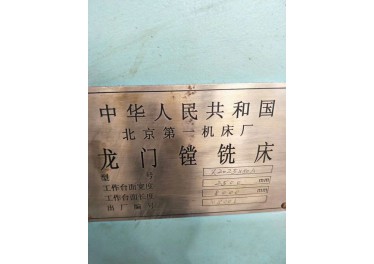 中华人民共和国
北京第一机床厂
龙门镗铣床
型 号
工作台面宽度 mm
工作台面长度 mm
出厂编号